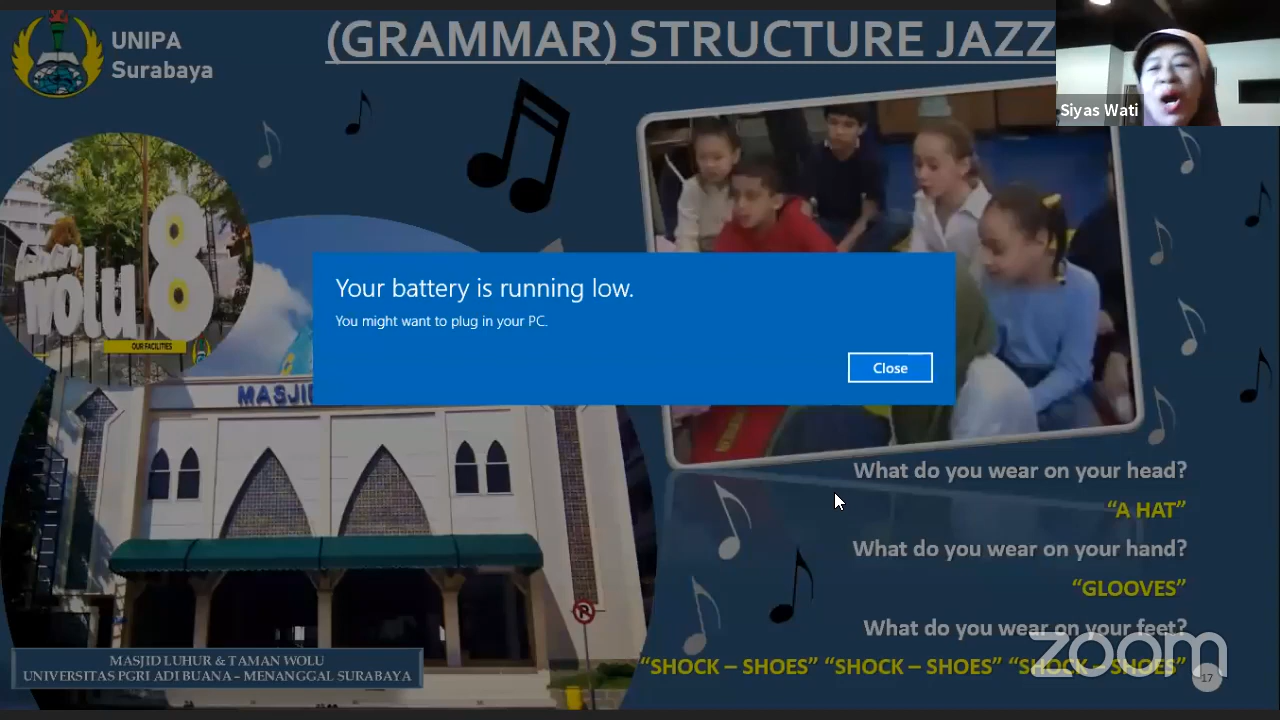 UNIPA
Surabaya
(GRAMMAR) STRUCTURE JAZZ
Siyas Wati
wolu 8
OUR FACILITIES
Your battery is running low.
You might want to plug in your PC.
Close
MASJID
What do you wear on your head?
“A HAT”
What do you wear on your hand?
“GLOOVES”
What do you wear on your feet?
“SHOCK – SHOES” “SHOCK – SHOES” “SHOCK – SHOES”
zoom
17
MASJID LUHUR & TAMAN WOLU
UNIVERSITAS PGRI ADI BUANA – MENANGGAL SURABAYA